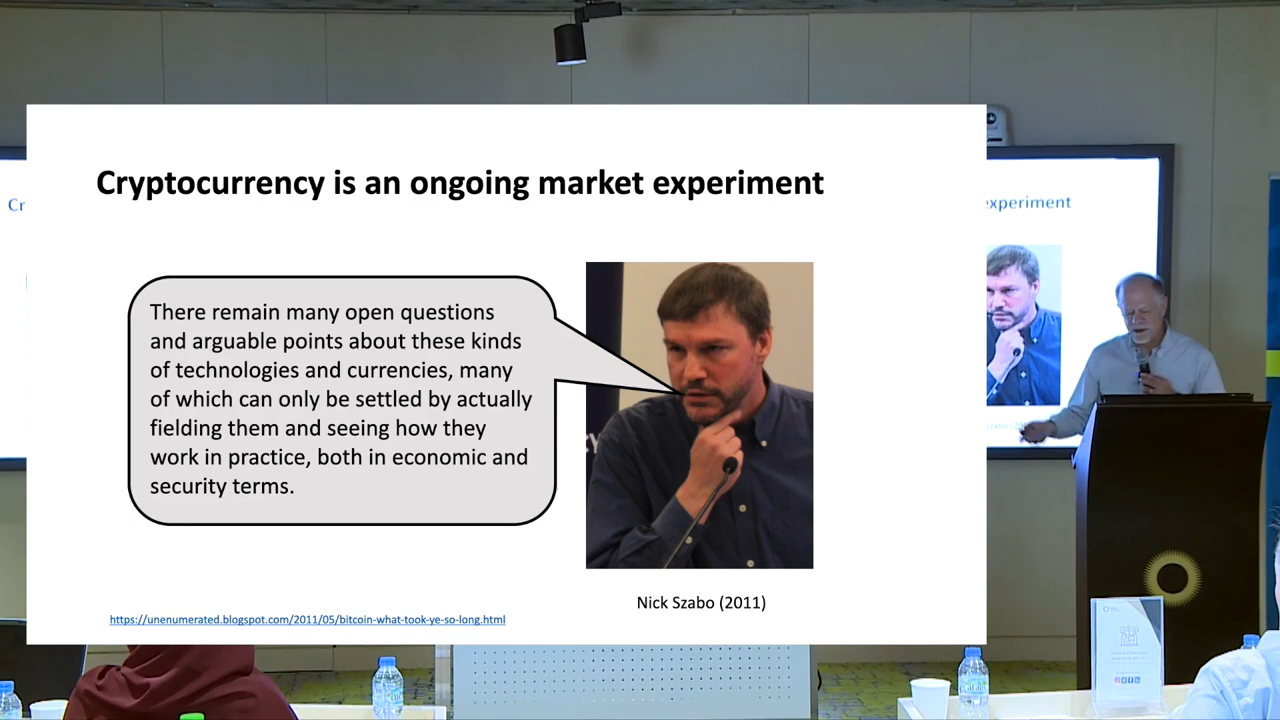 Cryptocurrency is an ongoing market experiment
There remain many open questions
and arguable points about these kinds
of technologies and currencies, many
of which can only be settled by actually
fielding them and seeing how they
work in practice, both in economic and
security terms.
Nick Szabo (2011)
https://unenumerated.blogspot.com/2011/05/bitcoin-what-took-ye-so-long.html
Cr
experiment